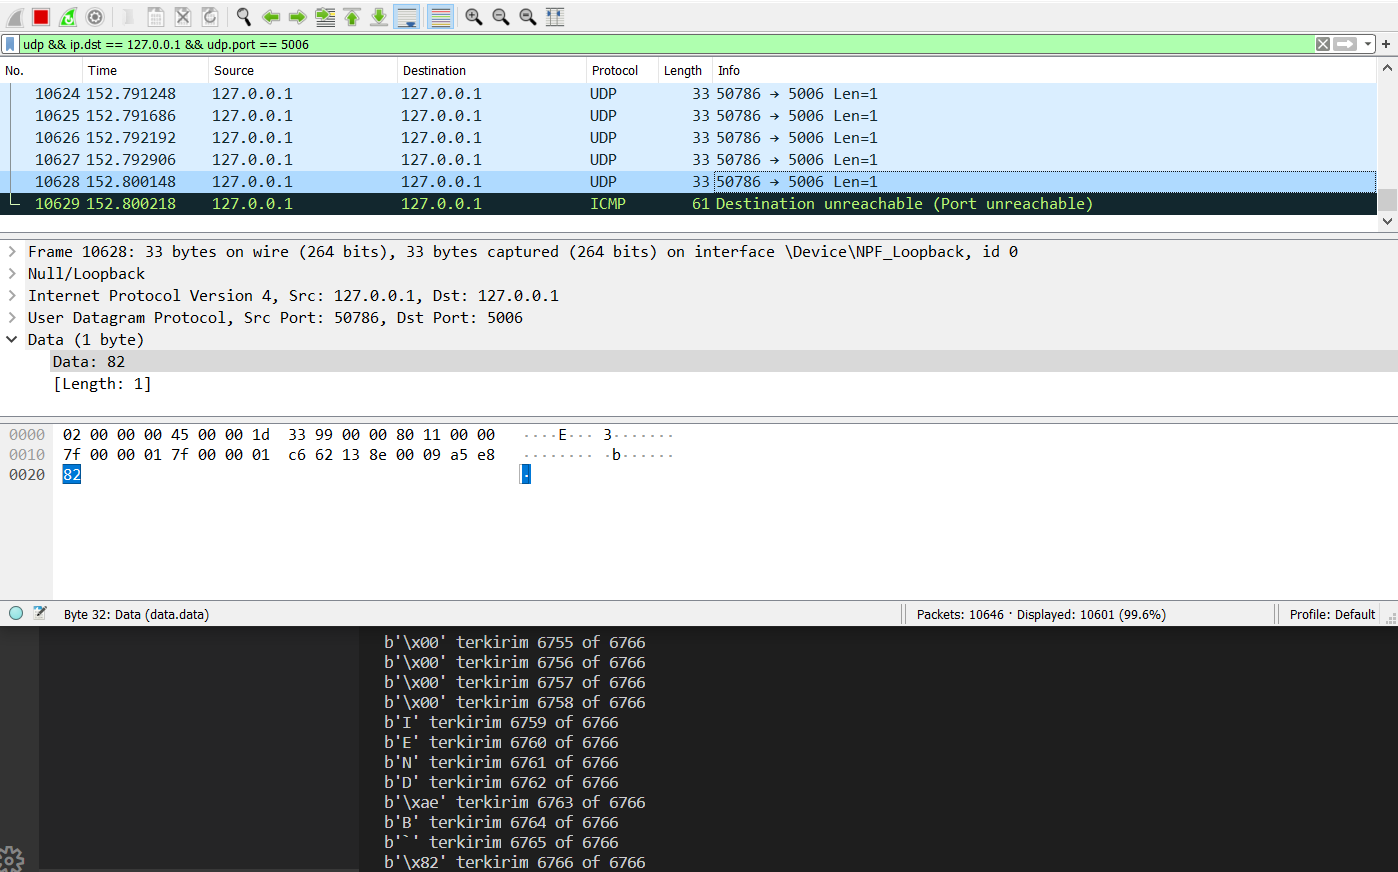 udp && ip.dst == 127.0.0.1 && udp.port == 5006
No. Time Source Destination Protocol Length Info
10624 152.791248 127.0.0.1 127.0.0.1 UDP 33 50786 → 5006 Len=1
10625 152.791686 127.0.0.1 127.0.0.1 UDP 33 50786 → 5006 Len=1
10626 152.792192 127.0.0.1 127.0.0.1 UDP 33 50786 → 5006 Len=1
10627 152.792906 127.0.0.1 127.0.0.1 UDP 33 50786 → 5006 Len=1
10628 152.800148 127.0.0.1 127.0.0.1 UDP 33 50786 → 5006 Len=1
10629 152.800218 127.0.0.1 127.0.0.1 ICMP 61 Destination unreachable (Port unreachable)
Frame 10628: 33 bytes on wire (264 bits), 33 bytes captured (264 bits) on interface \Device\NPF_Loopback, id 0
Null/Loopback
Internet Protocol Version 4, Src: 127.0.0.1, Dst: 127.0.0.1
User Datagram Protocol, Src Port: 50786, Dst Port: 5006
Data (1 byte)
Data: 82
[Length: 1]
0000 02 00 00 00 45 00 00 1d 33 99 00 00 80 11 00 00 ····E··· 3·······
0010 7f 00 00 01 7f 00 00 01 c6 62 13 8e 00 09 a5 e8 ········ ·b······
0020 82 ·
Byte 32: Data (data.data) Packets: 10646 · Displayed: 10601 (99.6%) Profile: Default
b'\x00' terkirim 6755 of 6766
b'\x00' terkirim 6756 of 6766
b'\x00' terkirim 6757 of 6766
b'\x00' terkirim 6758 of 6766
b'I' terkirim 6759 of 6766
b'E' terkirim 6760 of 6766
b'N' terkirim 6761 of 6766
b'D' terkirim 6762 of 6766
b'\xae' terkirim 6763 of 6766
b'B' terkirim 6764 of 6766
b'`' terkirim 6765 of 6766
b'\x82' terkirim 6766 of 6766